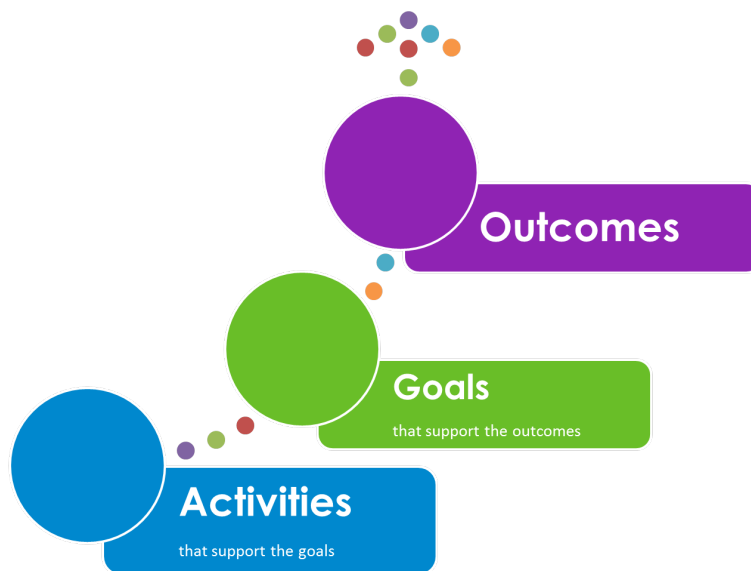 Outcomes
Goals
that support the outcomes
Activities
that support the goals